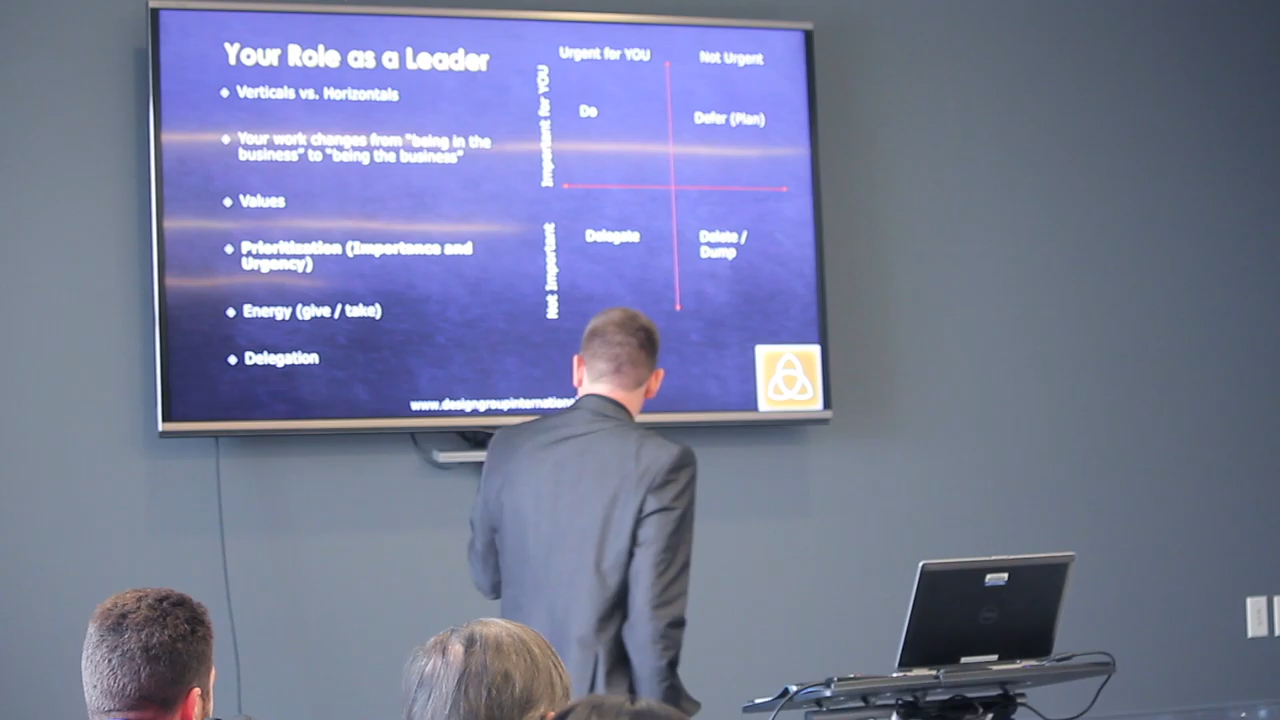 Your Role as a Leader
Verticals vs. Horizontals
Your work changes from "being in the
business" to "being the business"
Values
Prioritization (Importance and
Urgency)
Energy (give / take)
Delegation
Urgent for YOU
Not Urgent
Important for YOU
Do
Defer (Plan)
Not Important
Delegate
Delete /
Dump